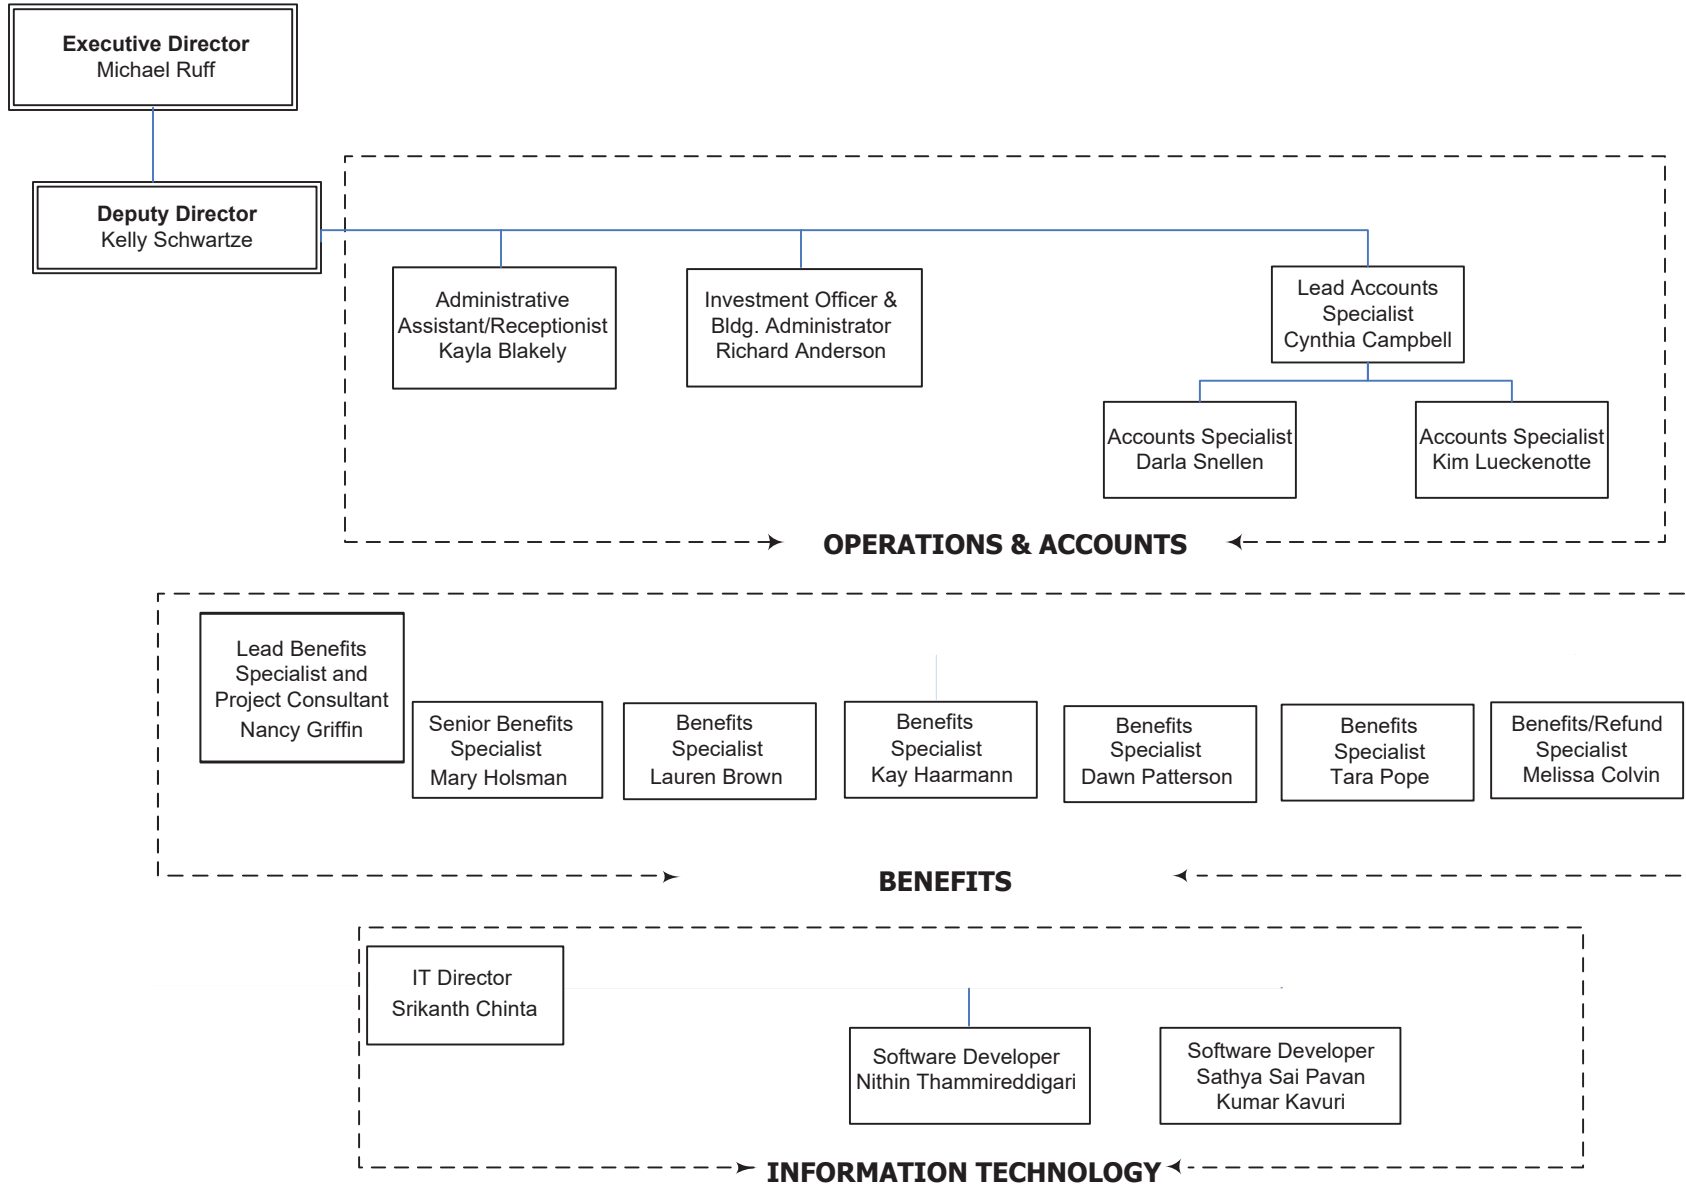 Executive Director
Michael Ruff
Deputy Director
Kelly Schwartze
Administrative
Assistant/Receptionist
Kayla Blakely
Investment Officer &
Bldg. Administrator
Richard Anderson
Lead Accounts
Specialist
Cynthia Campbell
Accounts Specialist
Darla Snellen
Accounts Specialist
Kim Lueckenotte
OPERATIONS & ACCOUNTS
Lead Benefits
Specialist and
Project Consultant
Nancy Griffin
Senior Benefits
Specialist
Mary Holsman
Benefits
Specialist
Lauren Brown
Benefits
Specialist
Kay Haarmann
Benefits
Specialist
Dawn Patterson
Benefits
Specialist
Tara Pope
Benefits/Refund
Specialist
Melissa Colvin
BENEFITS
IT Director
Srikanth Chinta
Software Developer
Nithin Thammireddigari
Software Developer
Sathya Sai Pavan
Kumar Kavuri
INFORMATION TECHNOLOGY